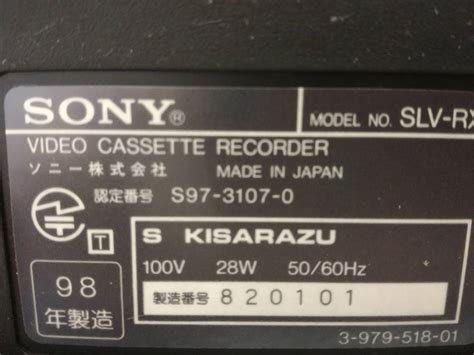 SONY®
MODEL NO. SLV-RX
VIDEO CASSETTE RECORDER
ソニー株式会社 MADE IN JAPAN
認定番号 S97-3107-0
T
S KISARAZU
100V 28W 50/60Hz
製造番号 820101
98
年製造
3-979-518-01